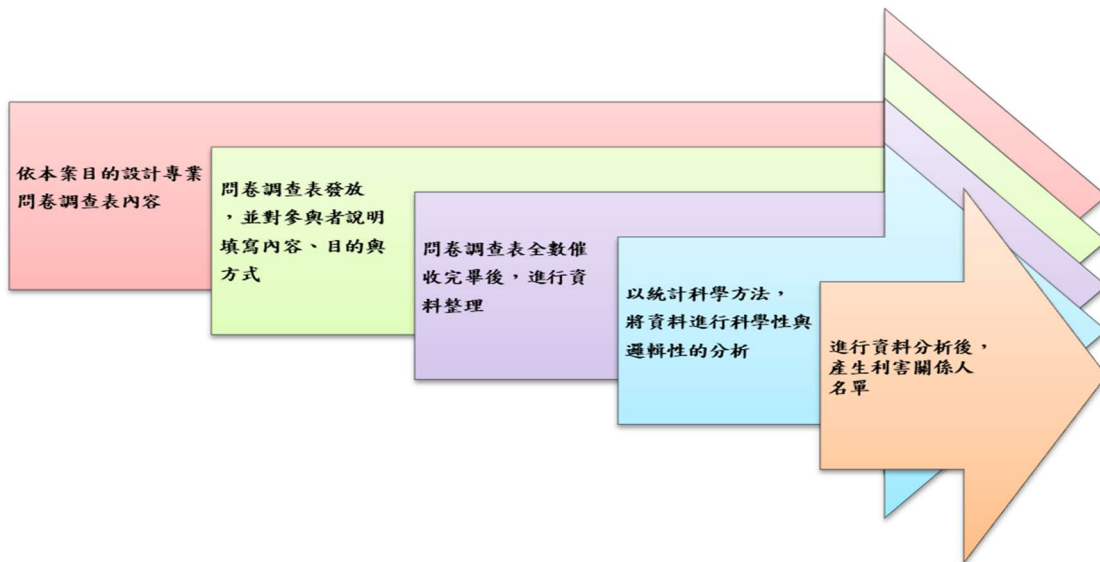 依本案目的設計專業
問卷調查表內容
問卷調查表發放
，並對參與者說明
填寫內容、目的與
方式
問卷調查表全數催
收完畢後，進行資
料整理
以統計科學方法，
將資料進行科學性與
邏輯性的分析
進行資料分析後，
產生利害關係人
名單